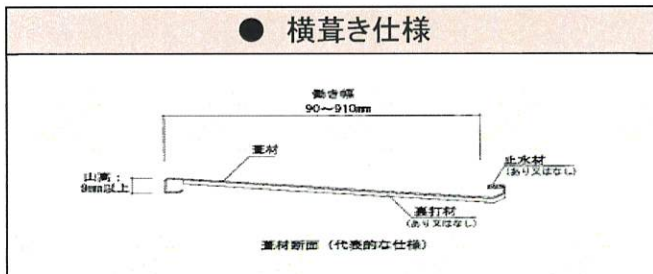 ● 横葺き仕様
働き幅
90～910mm
葺材
止水材
(あり又はなし)
山高：
9mm以上
裏打材
(あり又はなし)
葺材断面（代表的な仕様）